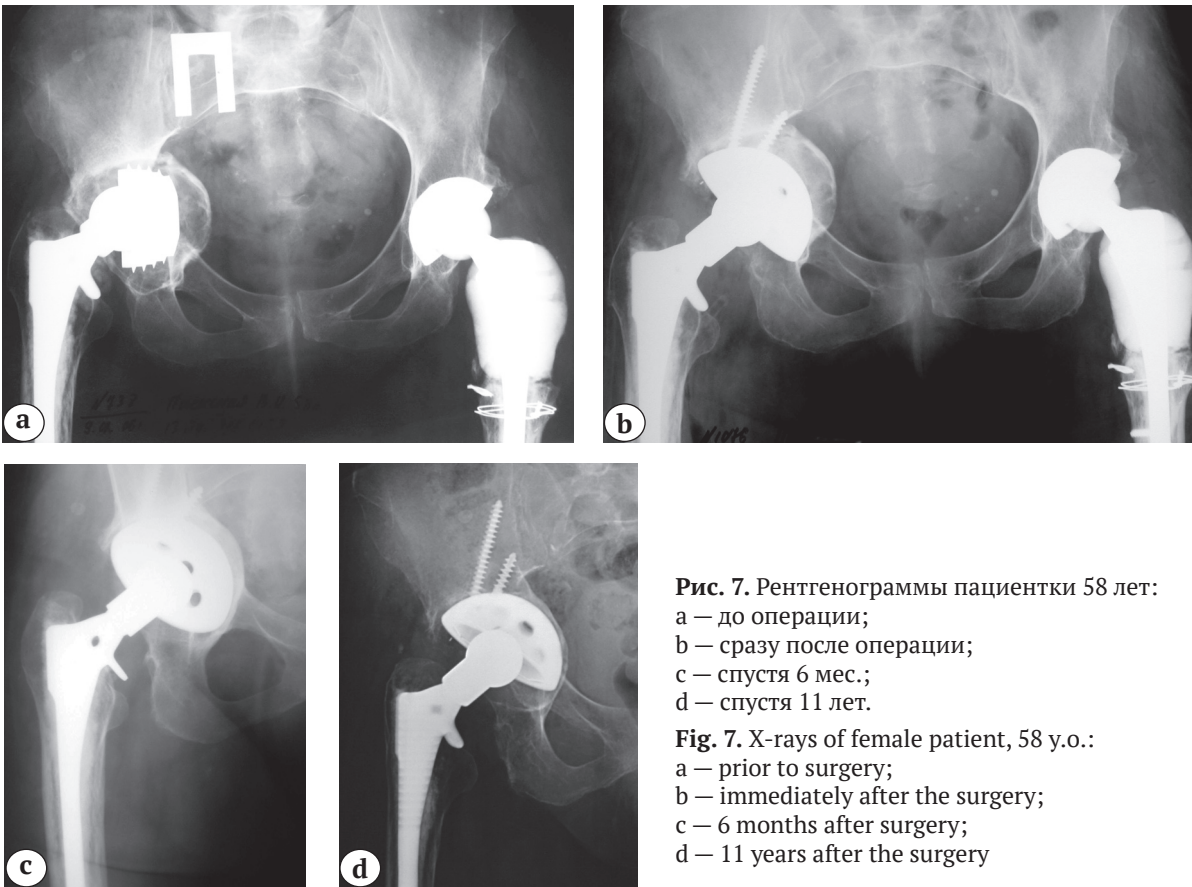 a
b
c
d
Рис. 7. Рентгенограммы пациентки 58 лет:
a — до операции;
b — сразу после операции;
c — спустя 6 мес.;
d — спустя 11 лет.
Fig. 7. X-rays of female patient, 58 y.o.:
a — prior to surgery;
b — immediately after the surgery;
c — 6 months after surgery;
d — 11 years after the surgery